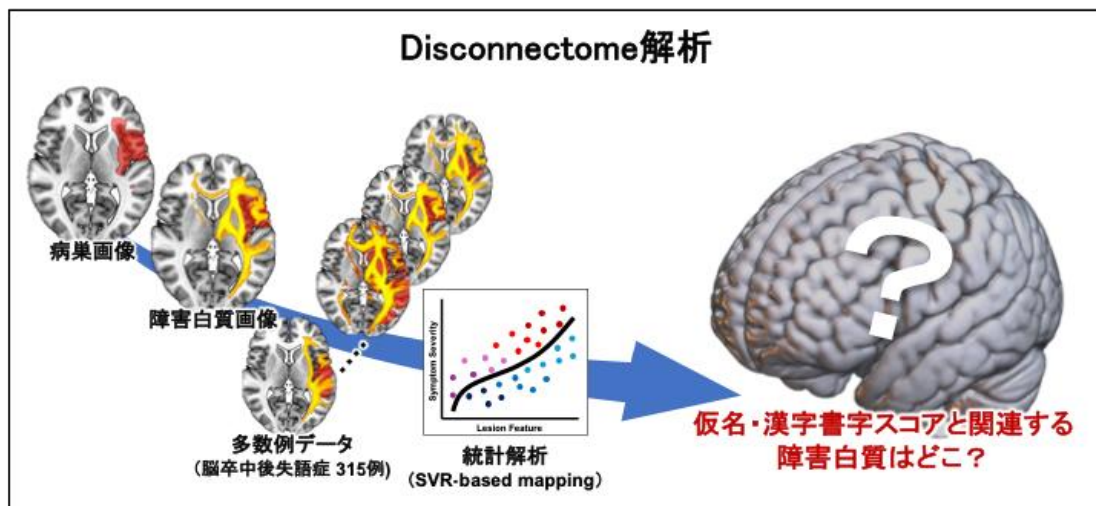 Disconnectome解析
病巣画像
障害白質画像
多数例データ
(脳卒中後失語症 315例)
Symptom Severity
Lesion Feature
統計解析
(SVR-based mapping)
?
仮名・漢字書字スコアと関連する
障害白質はどこ?